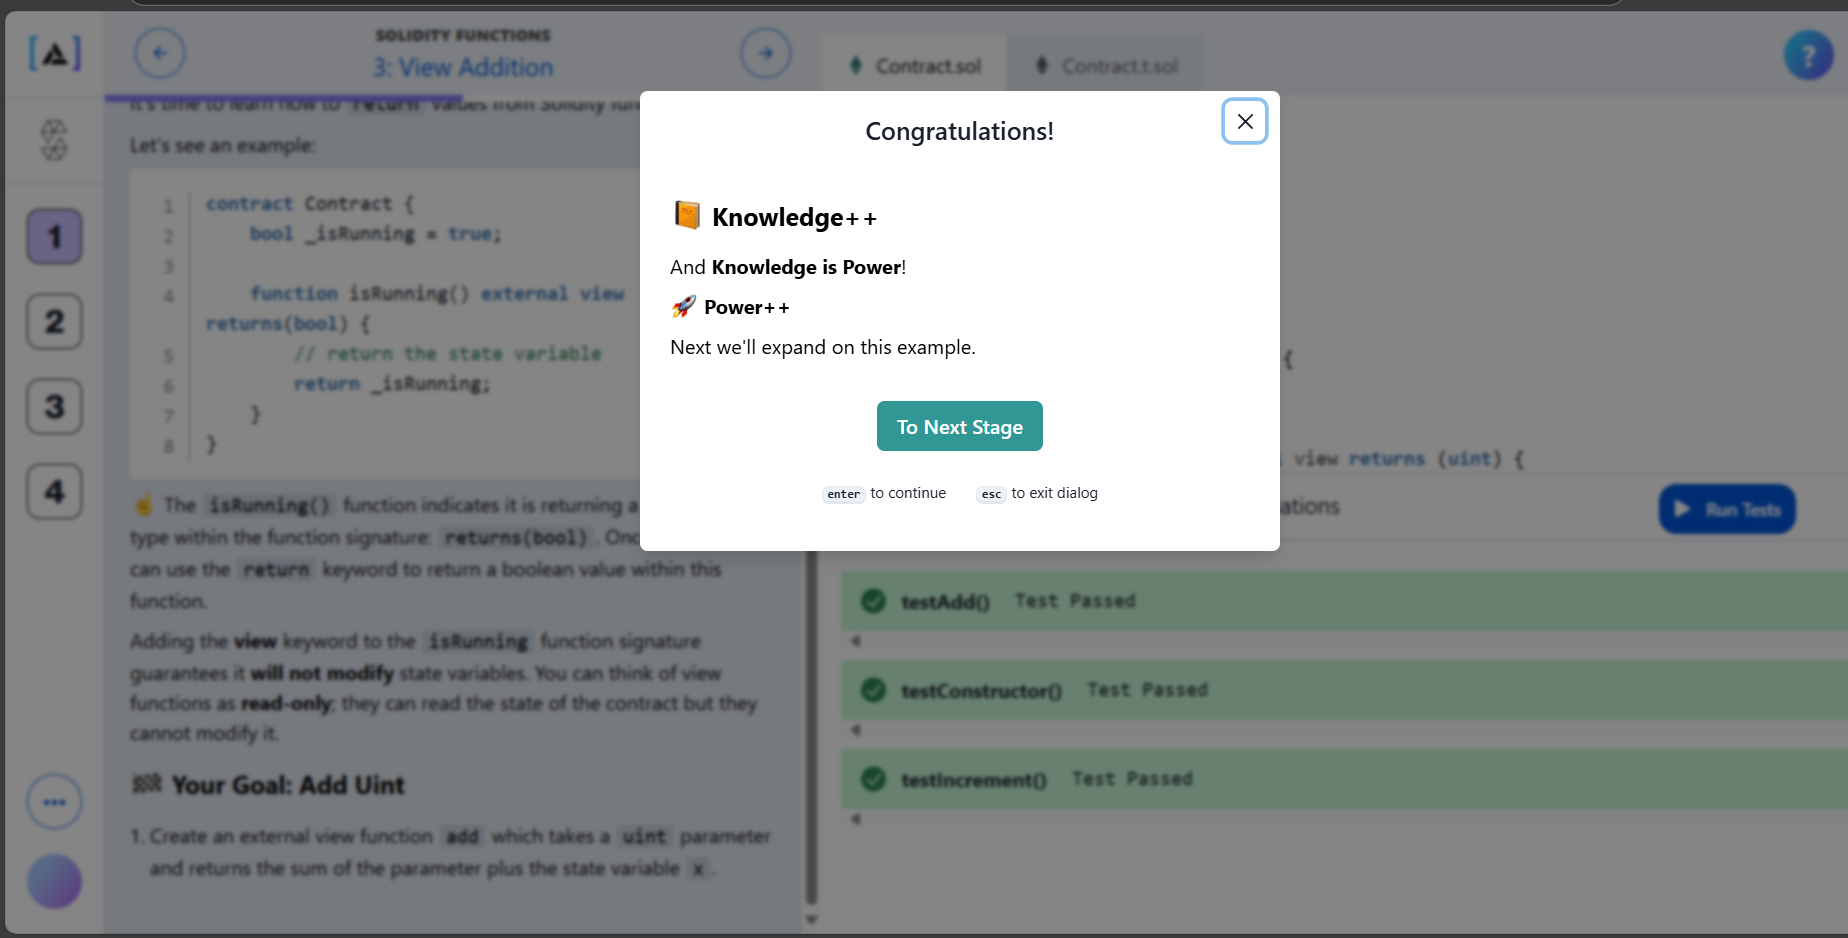 SOLIDITY FUNCTIONS
3: View Addition
Contract.sol
Contract.t.sol
?
1
2
3
4
It's time to learn how to return values from Solidity
Let's see an example:
1 contract Contract {
2 bool _isRunning = true;
3
4 function isRunning() external view
returns(bool) {
5 // return the state variable
6 return _isRunning;
7 }
8 }
☝️ The isRunning() function indicates it is returning a
type within the function signature: returns(bool). Onc
can use the return keyword to return a boolean value within this
function.
Adding the view keyword to the isRunning function signature
guarantees it will not modify state variables. You can think of view
functions as read-only; they can read the state of the contract but they
cannot modify it.
🏁 Your Goal: Add Uint
1. Create an external view function add which takes a uint parameter
and returns the sum of the parameter plus the state variable x.
Congratulations!
📙 Knowledge++
And Knowledge is Power!
🚀 Power++
Next we'll expand on this example.
To Next Stage
enter to continue esc to exit dialog
{
view returns (uint) {
ations
Run Tests
testAdd() Test Passed
testConstructor() Test Passed
testIncrement() Test Passed